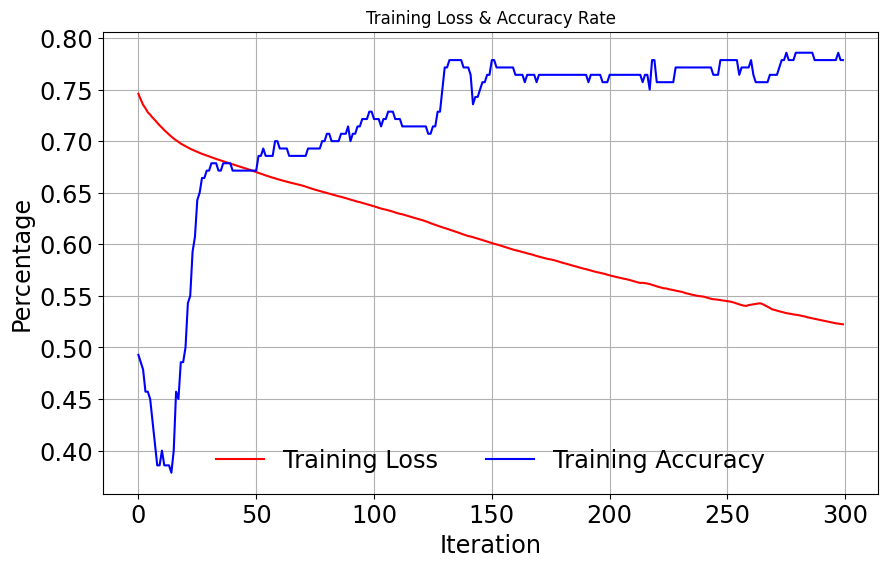 Training Loss & Accuracy Rate
0.80
0.75
0.70
0.65
0.60
0.55
0.50
0.45
0.40
Percentage
Training Loss
Training Accuracy
0 50 100 150 200 250 300
Iteration